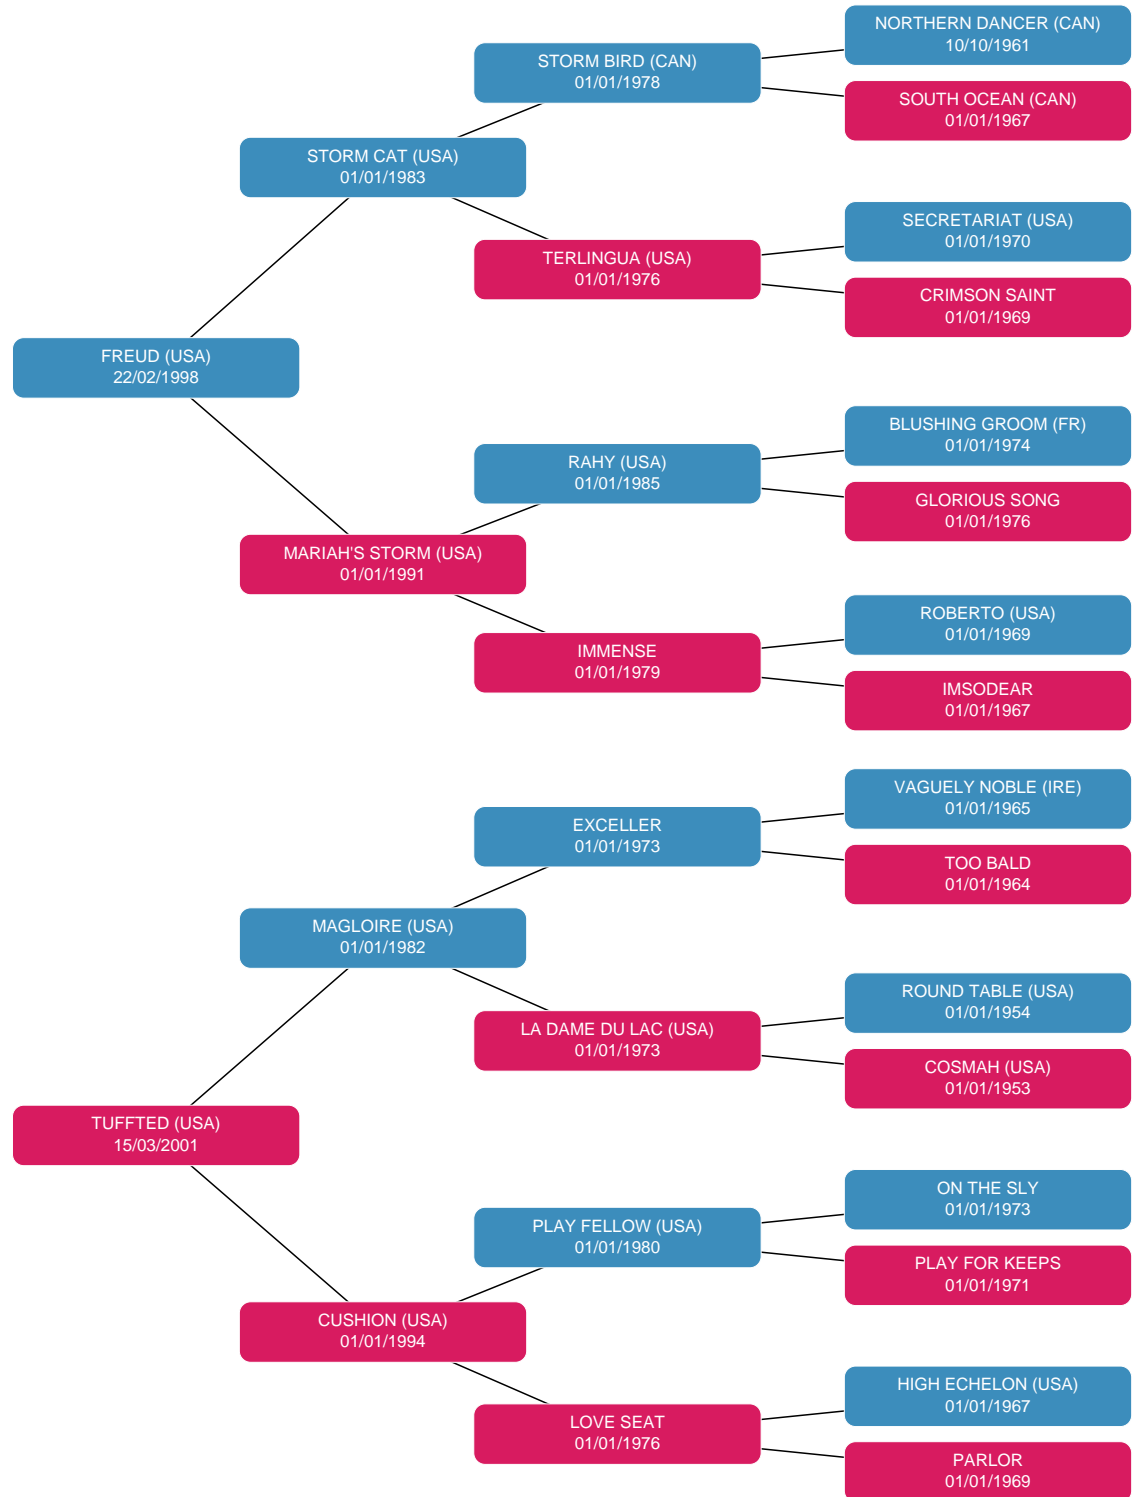 NORTHERN DANCER (CAN)
10/10/1961
STORM BIRD (CAN)
01/01/1978
SOUTH OCEAN (CAN)
01/01/1967
STORM CAT (USA)
01/01/1983
SECRETARIAT (USA)
01/01/1970
TERLINGUA (USA)
01/01/1976
CRIMSON SAINT
01/01/1969
FREUD (USA)
22/02/1998
BLUSHING GROOM (FR)
01/01/1974
RAHY (USA)
01/01/1985
GLORIOUS SONG
01/01/1976
MARIAH'S STORM (USA)
01/01/1991
ROBERTO (USA)
01/01/1969
IMMENSE
01/01/1979
IMSODEAR
01/01/1967
VAGUELY NOBLE (IRE)
01/01/1965
EXCELLER
01/01/1973
TOO BALD
01/01/1964
MAGLOIRE (USA)
01/01/1982
ROUND TABLE (USA)
01/01/1954
LA DAME DU LAC (USA)
01/01/1973
COSMAH (USA)
01/01/1953
TUFFTED (USA)
15/03/2001
ON THE SLY
01/01/1973
PLAY FELLOW (USA)
01/01/1980
PLAY FOR KEEPS
01/01/1971
CUSHION (USA)
01/01/1994
HIGH ECHELON (USA)
01/01/1967
LOVE SEAT
01/01/1976
PARLOR
01/01/1969